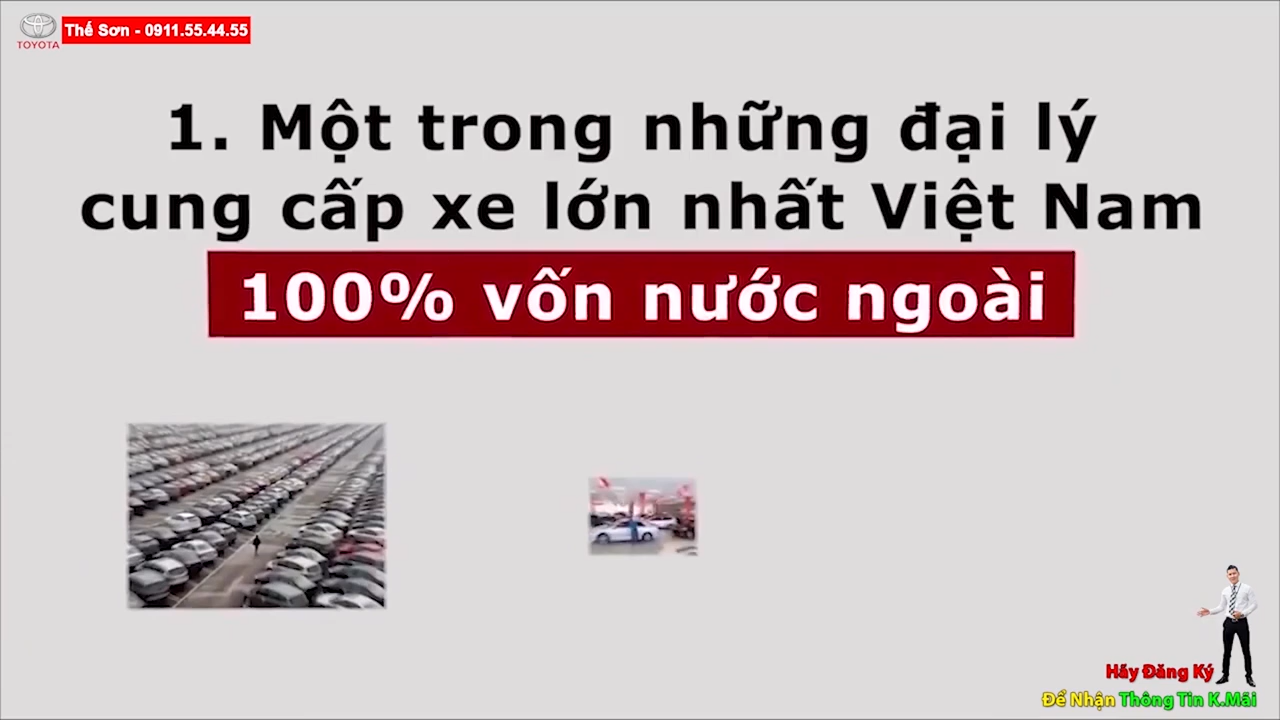 TOYOTA
Thế Sơn - 0911.55.44.55
1. Một trong những đại lý
cung cấp xe lớn nhất Việt Nam
100% vốn nước ngoài
Hãy Đăng Ký
Để Nhận Thông Tin K.Mãi